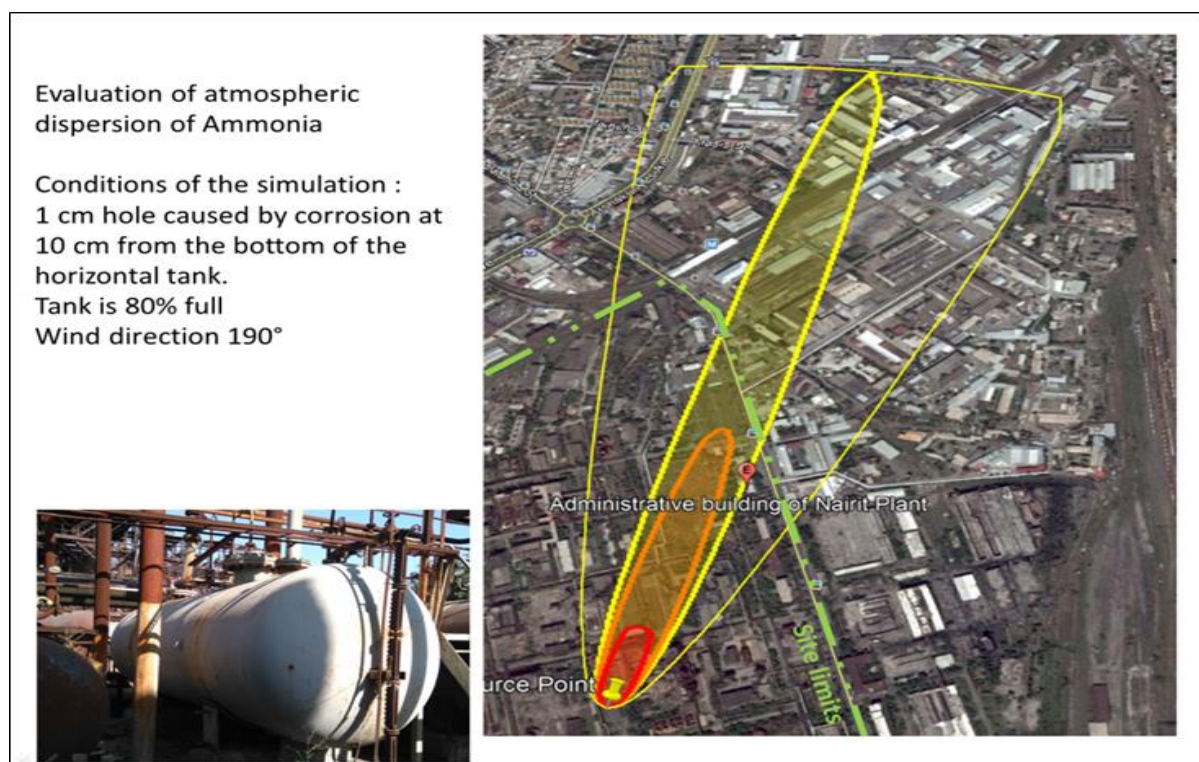 Evaluation of atmospheric
dispersion of Ammonia
Conditions of the simulation :
1 cm hole caused by corrosion at
10 cm from the bottom of the
horizontal tank.
Tank is 80% full
Wind direction 190°
E
Administrative building of Nairit Plant
urce Point
Site limits